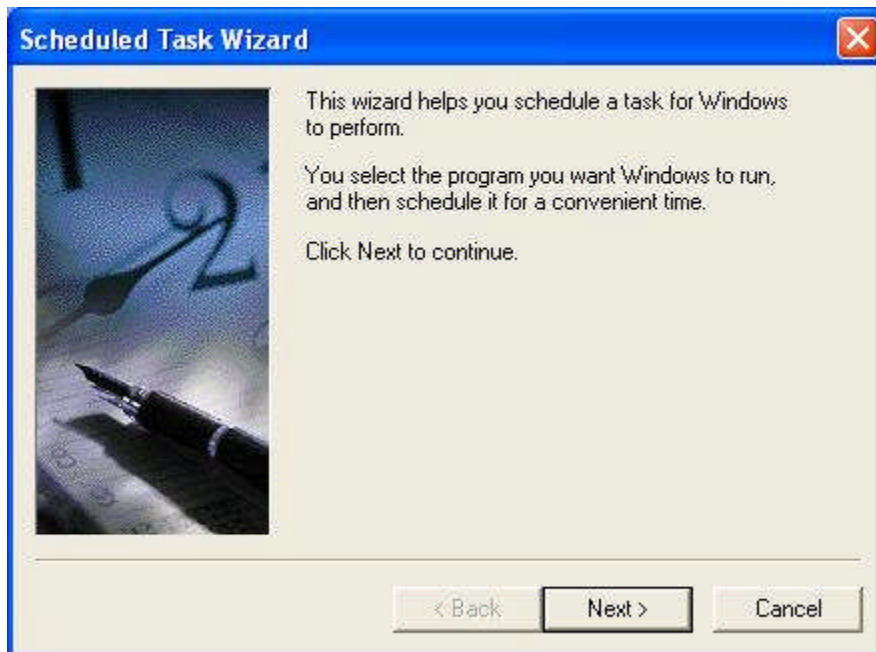 Scheduled Task Wizard
This wizard helps you schedule a task for Windows
to perform.
You select the program you want Windows to run,
and then schedule it for a convenient time.
Click Next to continue.
2
< Back
Next >
Cancel